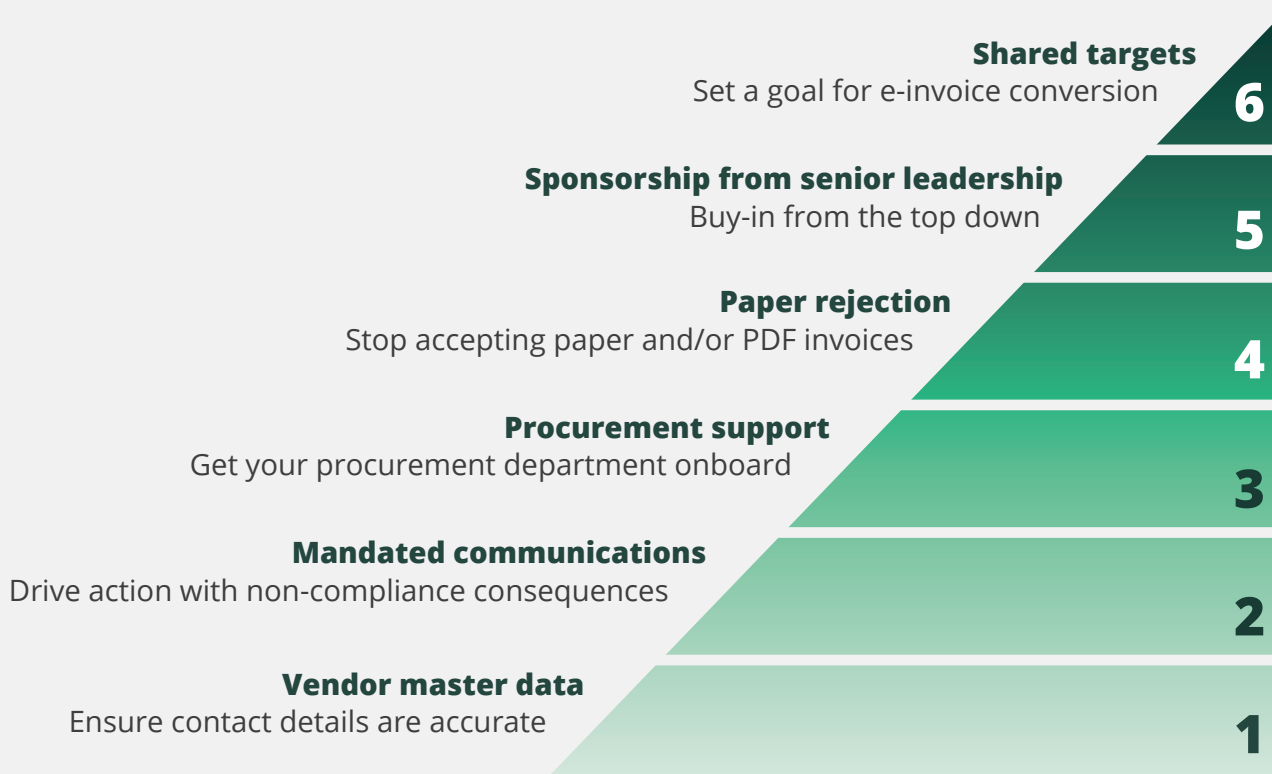 Shared targets
Set a goal for e-invoice conversion
6
Sponsorship from senior leadership
Buy-in from the top down
5
Paper rejection
Stop accepting paper and/or PDF invoices
4
Procurement support
Get your procurement department onboard
3
Mandated communications
Drive action with non-compliance consequences
2
Vendor master data
Ensure contact details are accurate
1